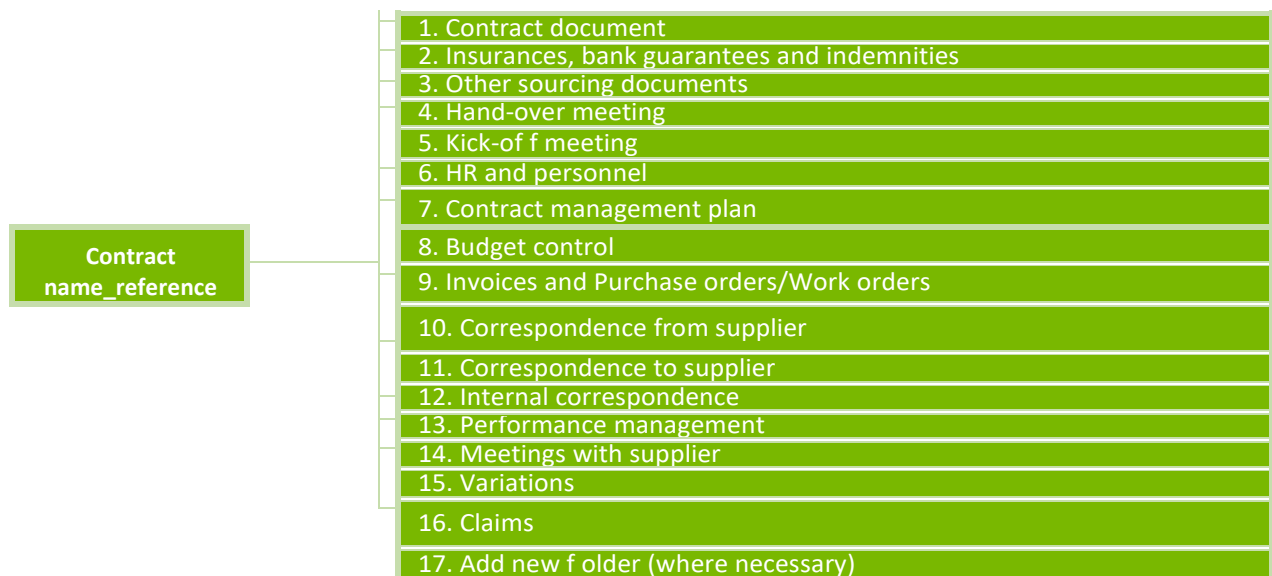 1. Contract document
2. Insurances, bank guarantees and indemnities
3. Other sourcing documents
4. Hand-over meeting
5. Kick-of f meeting
6. HR and personnel
7. Contract management plan
Contract
name_reference
8. Budget control
9. Invoices and Purchase orders/Work orders
10. Correspondence from supplier
11. Correspondence to supplier
12. Internal correspondence
13. Performance management
14. Meetings with supplier
15. Variations
16. Claims
17. Add new f older (where necessary)